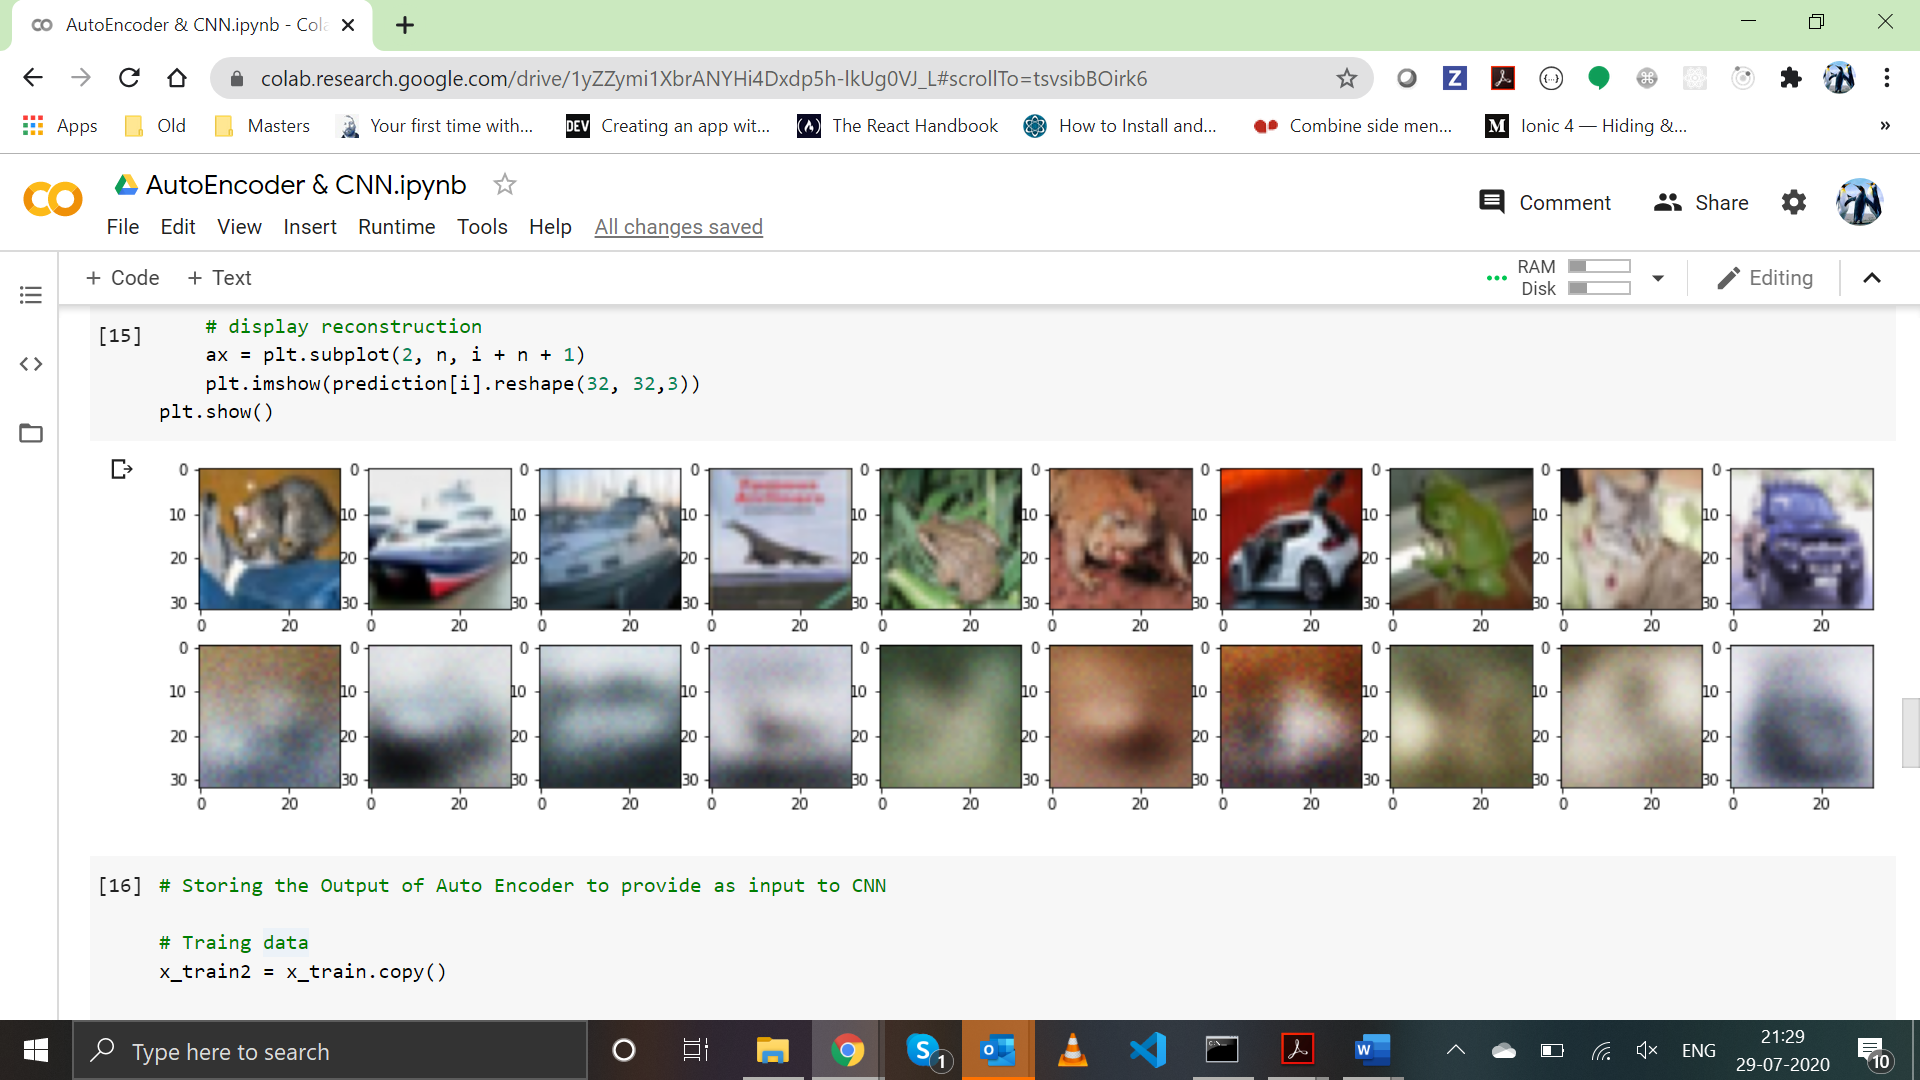 AutoEncoder & CNN.ipynb - Cola
colab.research.google.com/drive/1yZZymi1XbrANYHi4Dxdp5h-lkUg0VJ_L#scrollTo=tsvsibBOirk6
Apps Old Masters Your first time with... DEV Creating an app wit... The React Handbook How to Install and... Combine side men... M Ionic 4 — Hiding &... »
AutoEncoder & CNN.ipynb
Comment Share
File Edit View Insert Runtime Tools Help All changes saved
+ Code + Text
RAM
Disk
Editing
[15]
# display reconstruction
ax = plt.subplot(2, n, i + n + 1)
plt.imshow(prediction[i].reshape(32, 32,3))
plt.show()
0 0 0 0 0 0 0 0 0 0
10 10 10 10 10 10 10 10 10 10
20 20 20 20 20 20 20 20 20 20
30 30 30 30 30 30 30 30 30 30
0 20 0 20 0 20 0 20 0 20 0 20 0 20 0 20 0 20 0 20
0 0 0 0 0 0 0 0 0 0
10 10 10 10 10 10 10 10 10 10
20 20 20 20 20 20 20 20 20 20
30 30 30 30 30 30 30 30 30 30
0 20 0 20 0 20 0 20 0 20 0 20 0 20 0 20 0 20 0 20
[16] # Storing the Output of Auto Encoder to provide as input to CNN
# Traing data
x_train2 = x_train.copy()
Type here to search
1
ENG
21:29
29-07-2020
10